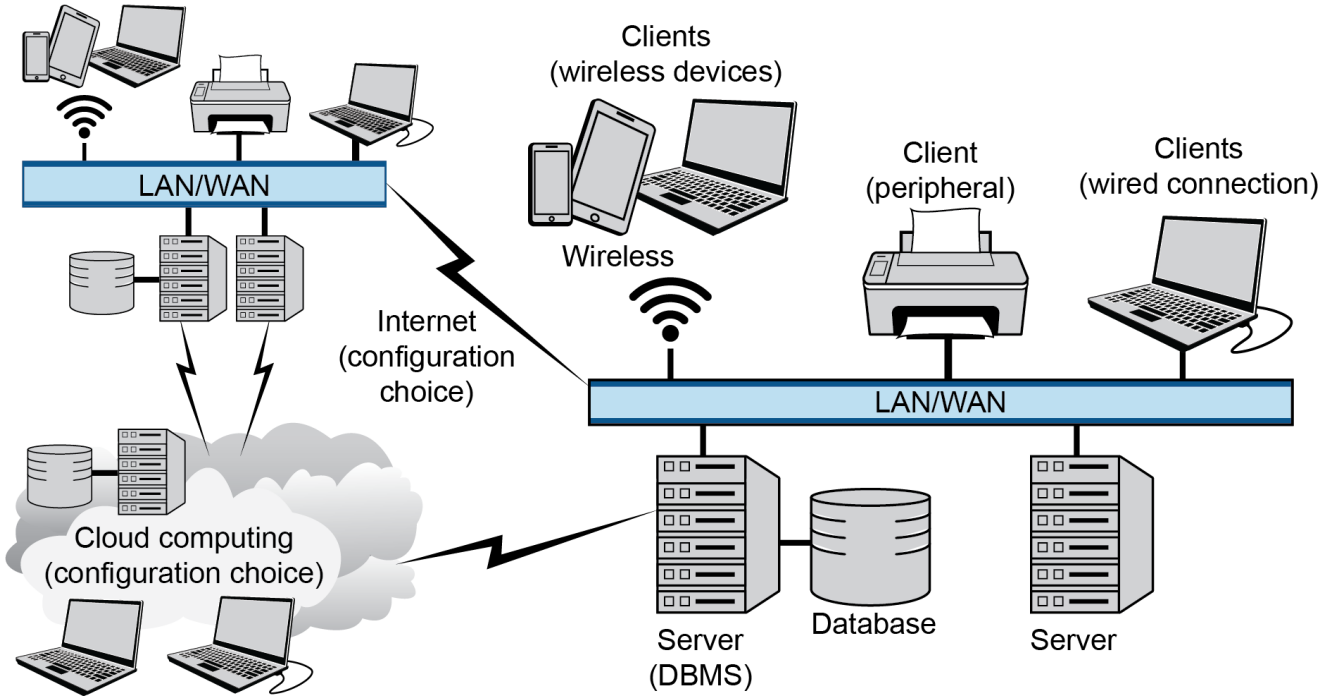 Clients
(wireless devices)
Client
(peripheral)
Clients
(wired connection)
LAN/WAN
Wireless
Internet
(configuration
choice)
LAN/WAN
Cloud computing
(configuration choice)
Server
(DBMS)
Database
Server